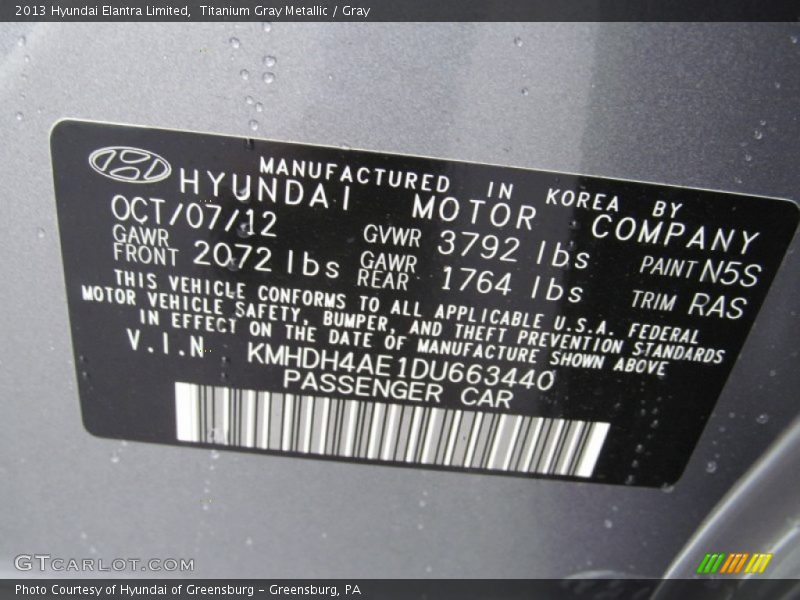 2013 Hyundai Elantra Limited, Titanium Gray Metallic / Gray
MANUFACTURED IN KOREA BY
HYUNDAI MOTOR COMPANY
OCT/07/12 GVWR 3792 lbs PAINT N5S
GAWR FRONT 2072 lbs GAWR REAR 1764 lbs TRIM RAS
THIS VEHICLE CONFORMS TO ALL APPLICABLE U.S.A. FEDERAL
MOTOR VEHICLE SAFETY, BUMPER, AND THEFT PREVENTION STANDARDS
IN EFFECT ON THE DATE OF MANUFACTURE SHOWN ABOVE
V.I.N KMHDH4AE1DU663440
PASSENGER CAR
GTCARLOT.COM
Photo Courtesy of Hyundai of Greensburg - Greensburg, PA